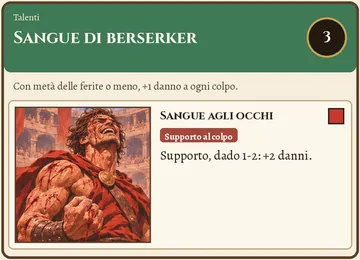 Talenti
Sangue di berserker
3
Con metà delle ferite o meno, +1 danno a ogni colpo.
Sangue agli occhi
Supporto al colpo
Supporto, dado 1-2: +2 danni.